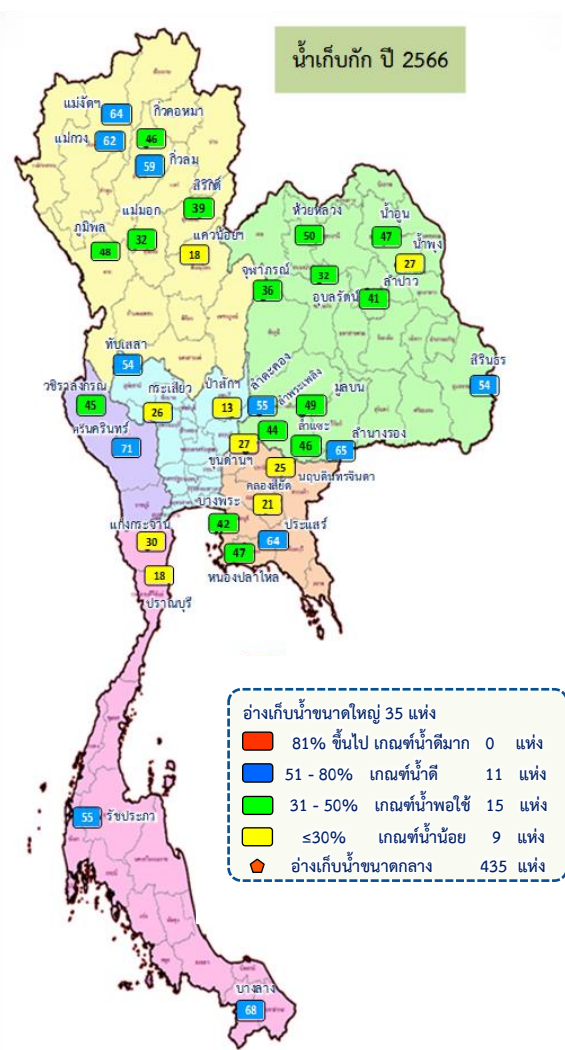 น้ำเก็บกัก ปี 2566
แม่งัดฯ
64
กิ่วคอหมา
46
แม่กวง
62
กิ่วลม
59
สิริกิติ์
39
แม่มอก
32
ภูมิพล
48
แควน้อยฯ
18
ห้วยหลวง
50
น้ำอูน
47
น้ำพุง
27
จุฬาภรณ์
36
32
อุบลรัตน์
ลำปาว
41
สิรินธร
54
ทับเสลา
54
วชิราลงกรณ
45
กระเสียว
26
ป่าสักฯ
13
ลำตะคอง
55
ลำพระเพลิง
44
มูลบน
49
ลำแชะ
46
ลำนางรอง
65
ศรีนครินทร์
71
27
ขุนด่านฯ
25
นฤบดินทรจินดา
คลองสียัด
21
บางพระ
42
ประแสร์
64
47
หนองปลาไหล
แก่งกระจาน
30
18
ปราณบุรี
55
รัชประภา
บางลาง
68
อ่างเก็บน้ำขนาดใหญ่ 35 แห่ง
81% ขึ้นไป เกณฑ์น้ำดีมาก 0 แห่ง
51 - 80% เกณฑ์น้ำดี 11 แห่ง
31 - 50% เกณฑ์น้ำพอใช้ 15 แห่ง
≤30% เกณฑ์น้ำน้อย 9 แห่ง
อ่างเก็บน้ำขนาดกลาง 435 แห่ง